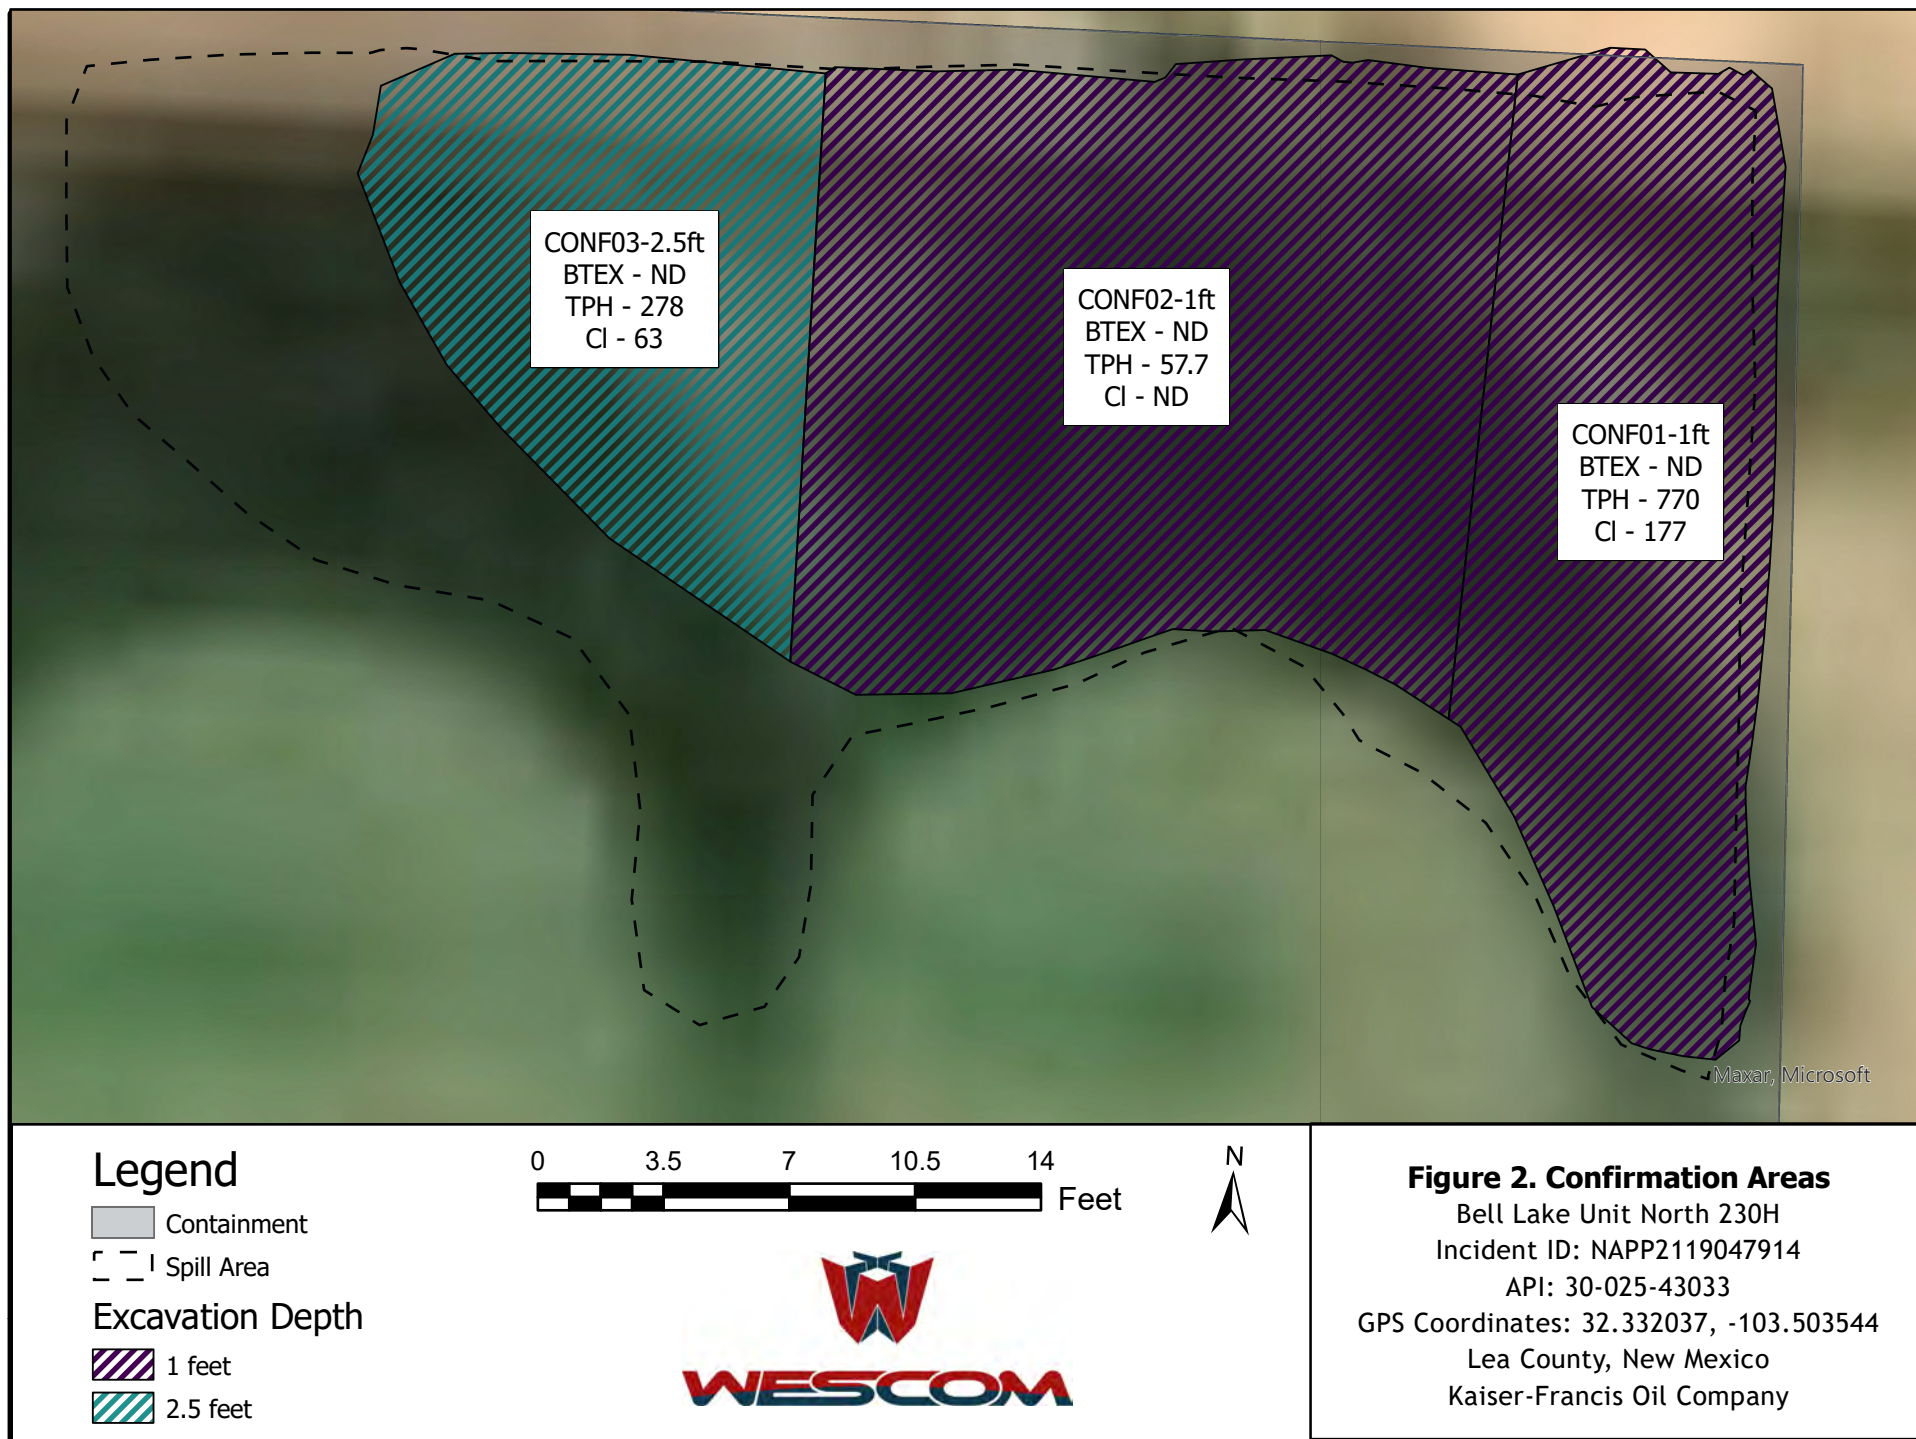 CONF03-2.5ft
BTEX - ND
TPH - 278
Cl - 63
CONF02-1ft
BTEX - ND
TPH - 57.7
Cl - ND
CONF01-1ft
BTEX - ND
TPH - 770
Cl - 177
Maxar, Microsoft
Legend
Containment
Spill Area
Excavation Depth
1 feet
2.5 feet
0 3.5 7 10.5 14
Feet
N
WESCOM
Figure 2. Confirmation Areas
Bell Lake Unit North 230H
Incident ID: NAPP2119047914
API: 30-025-43033
GPS Coordinates: 32.332037, -103.503544
Lea County, New Mexico
Kaiser-Francis Oil Company